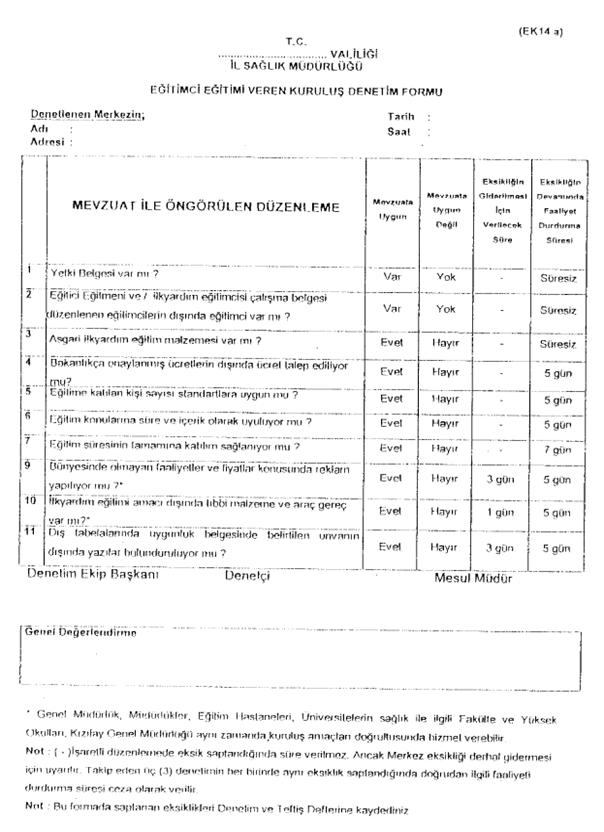 (EK14 a)
T.C.
........................... VALİLİĞİ
İL SAĞLIK MÜDÜRLÜĞÜ
EĞİTİMCİ EĞİTİMİ VEREN KURULUŞ DENETİM FORMU
Denetlenen Merkezin; Tarih :
Adı : Saat :
Adresi :
MEVZUAT İLE ÖNGÖRÜLEN DÜZENLEME
Mevzuata
Uygun
Mevzuata
Uygun
Değil
Eksikliğin
Giderilmesi
İçin
Verilecek
Süre
Eksikliğin
Devamında
Faaliyet
Durdurma
Süresi
1 Yetki Belgesi var mı ? Var Yok - Süresiz
2 Eğitici Eğitmeni ve / ilkyardım eğitimcisi çalışma belgesi
düzenlenen eğitimcilerin dışında eğitimci var mı ? Var Yok - Süresiz
3 Asgari ilkyardım eğitim malzemesi var mı ? Evet Hayır - Süresiz
4 Bakanlıkça onaylanmış ücretlerin dışında ücret talep ediliyor
mu? Evet Hayır - 5 gün
5 Eğitime katılan kişi sayısı standartlara uygun mu ? Evet Hayır - 5 gün
6 Eğitim konularına süre ve içerik olarak uyuluyor mu ? Evet Hayır - 5 gün
7 Eğitim süresinin tamamına katılım sağlanıyor mu ? Evet Hayır - 7 gün
9 Bünyesinde olmayan faaliyetler ve fiyatlar konusunda reklam
yapılıyor mu ?* Evet Hayır 3 gün 5 gün
10 İlkyardım eğitimi amacı dışında tıbbi malzeme ve araç gereç
var mı?* Evet Hayır 1 gün 5 gün
11 Dış tabelalarında uygunluk belgesinde belirtilen unvanın
dışında yazılar bulunduruluyor mu ? Evet Hayır 3 gün 5 gün
Denetim Ekip Başkanı Denetçi Mesul Müdür
Genel Değerlendirme
* Genel Müdürlük, Müdürlükler, Eğitim Hastaneleri, Üniversitelerin sağlık ile ilgili Fakülte ve Yüksek
Okulları, Kızılay Genel Müdürlüğü aynı zamanda kuruluş amaçları doğrultusunda hizmet verebilir.
Not : ( - )İşaretli düzenlemede eksik saptandığında süre verilmez. Ancak Merkez eksikliği derhal gidermesi
için uyarılır. Takip eden üç (3) denetimin her birinde aynı eksiklik saptandığında doğrudan ilgili faaliyeti
durdurma süresi ceza olarak verilir.
Not : Bu formada saptanan eksiklikleri Denetim ve Teftiş Defterine kaydediniz